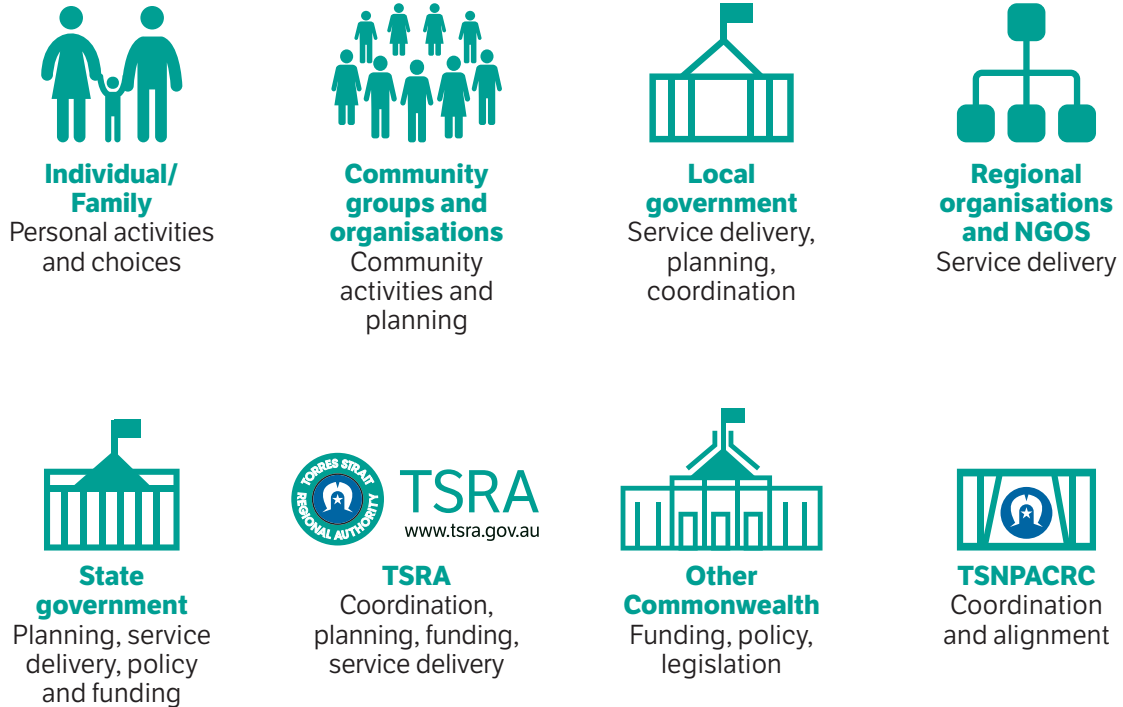 Individual/
Family
Personal activities
and choices
Community
groups and
organisations
Community
activities and
planning
Local
government
Service delivery,
planning,
coordination
Regional
organisations
and NGOS
Service delivery
State
government
Planning, service
delivery, policy
and funding
TORRES STRAIT
REGIONAL AUTHORITY
TSRA
www.tsra.gov.au
TSRA
Coordination,
planning, funding,
service delivery
Other
Commonwealth
Funding, policy,
legislation
TSNPACRC
Coordination
and alignment